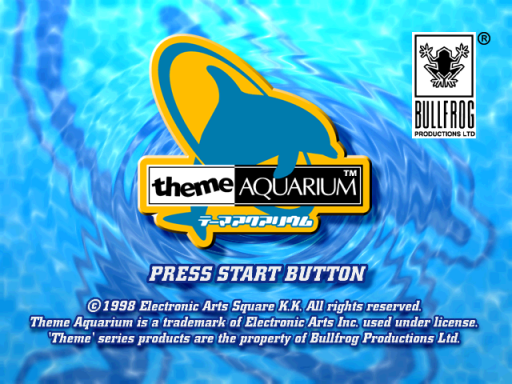 BULLFROG
PRODUCTIONS LTD
®
theme AQUARIUM™
テーマアクアリウム
PRESS START BUTTON
©1998 Electronic Arts Square K.K. All rights reserved.
Theme Aquarium is a trademark of Electronic Arts Inc. used under license.
'Theme' series products are the property of Bullfrog Productions Ltd.